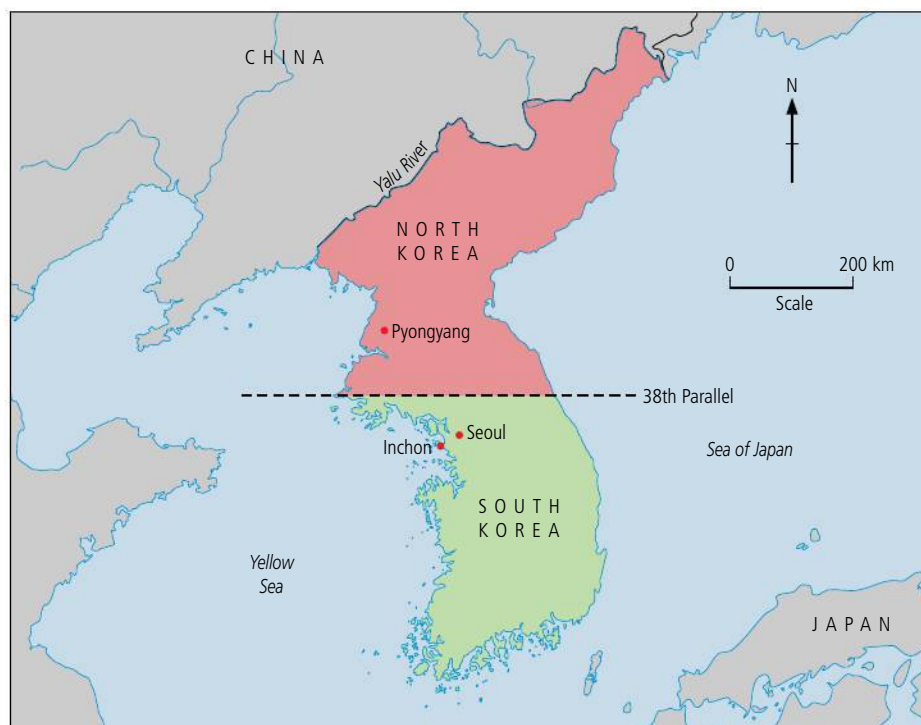 CHINA
N
Yalu River
NORTH
KOREA
0 200 km
Scale
Pyongyang
38th Parallel
Seoul
Inchon
Sea of Japan
SOUTH
KOREA
Yellow
Sea
JAPAN